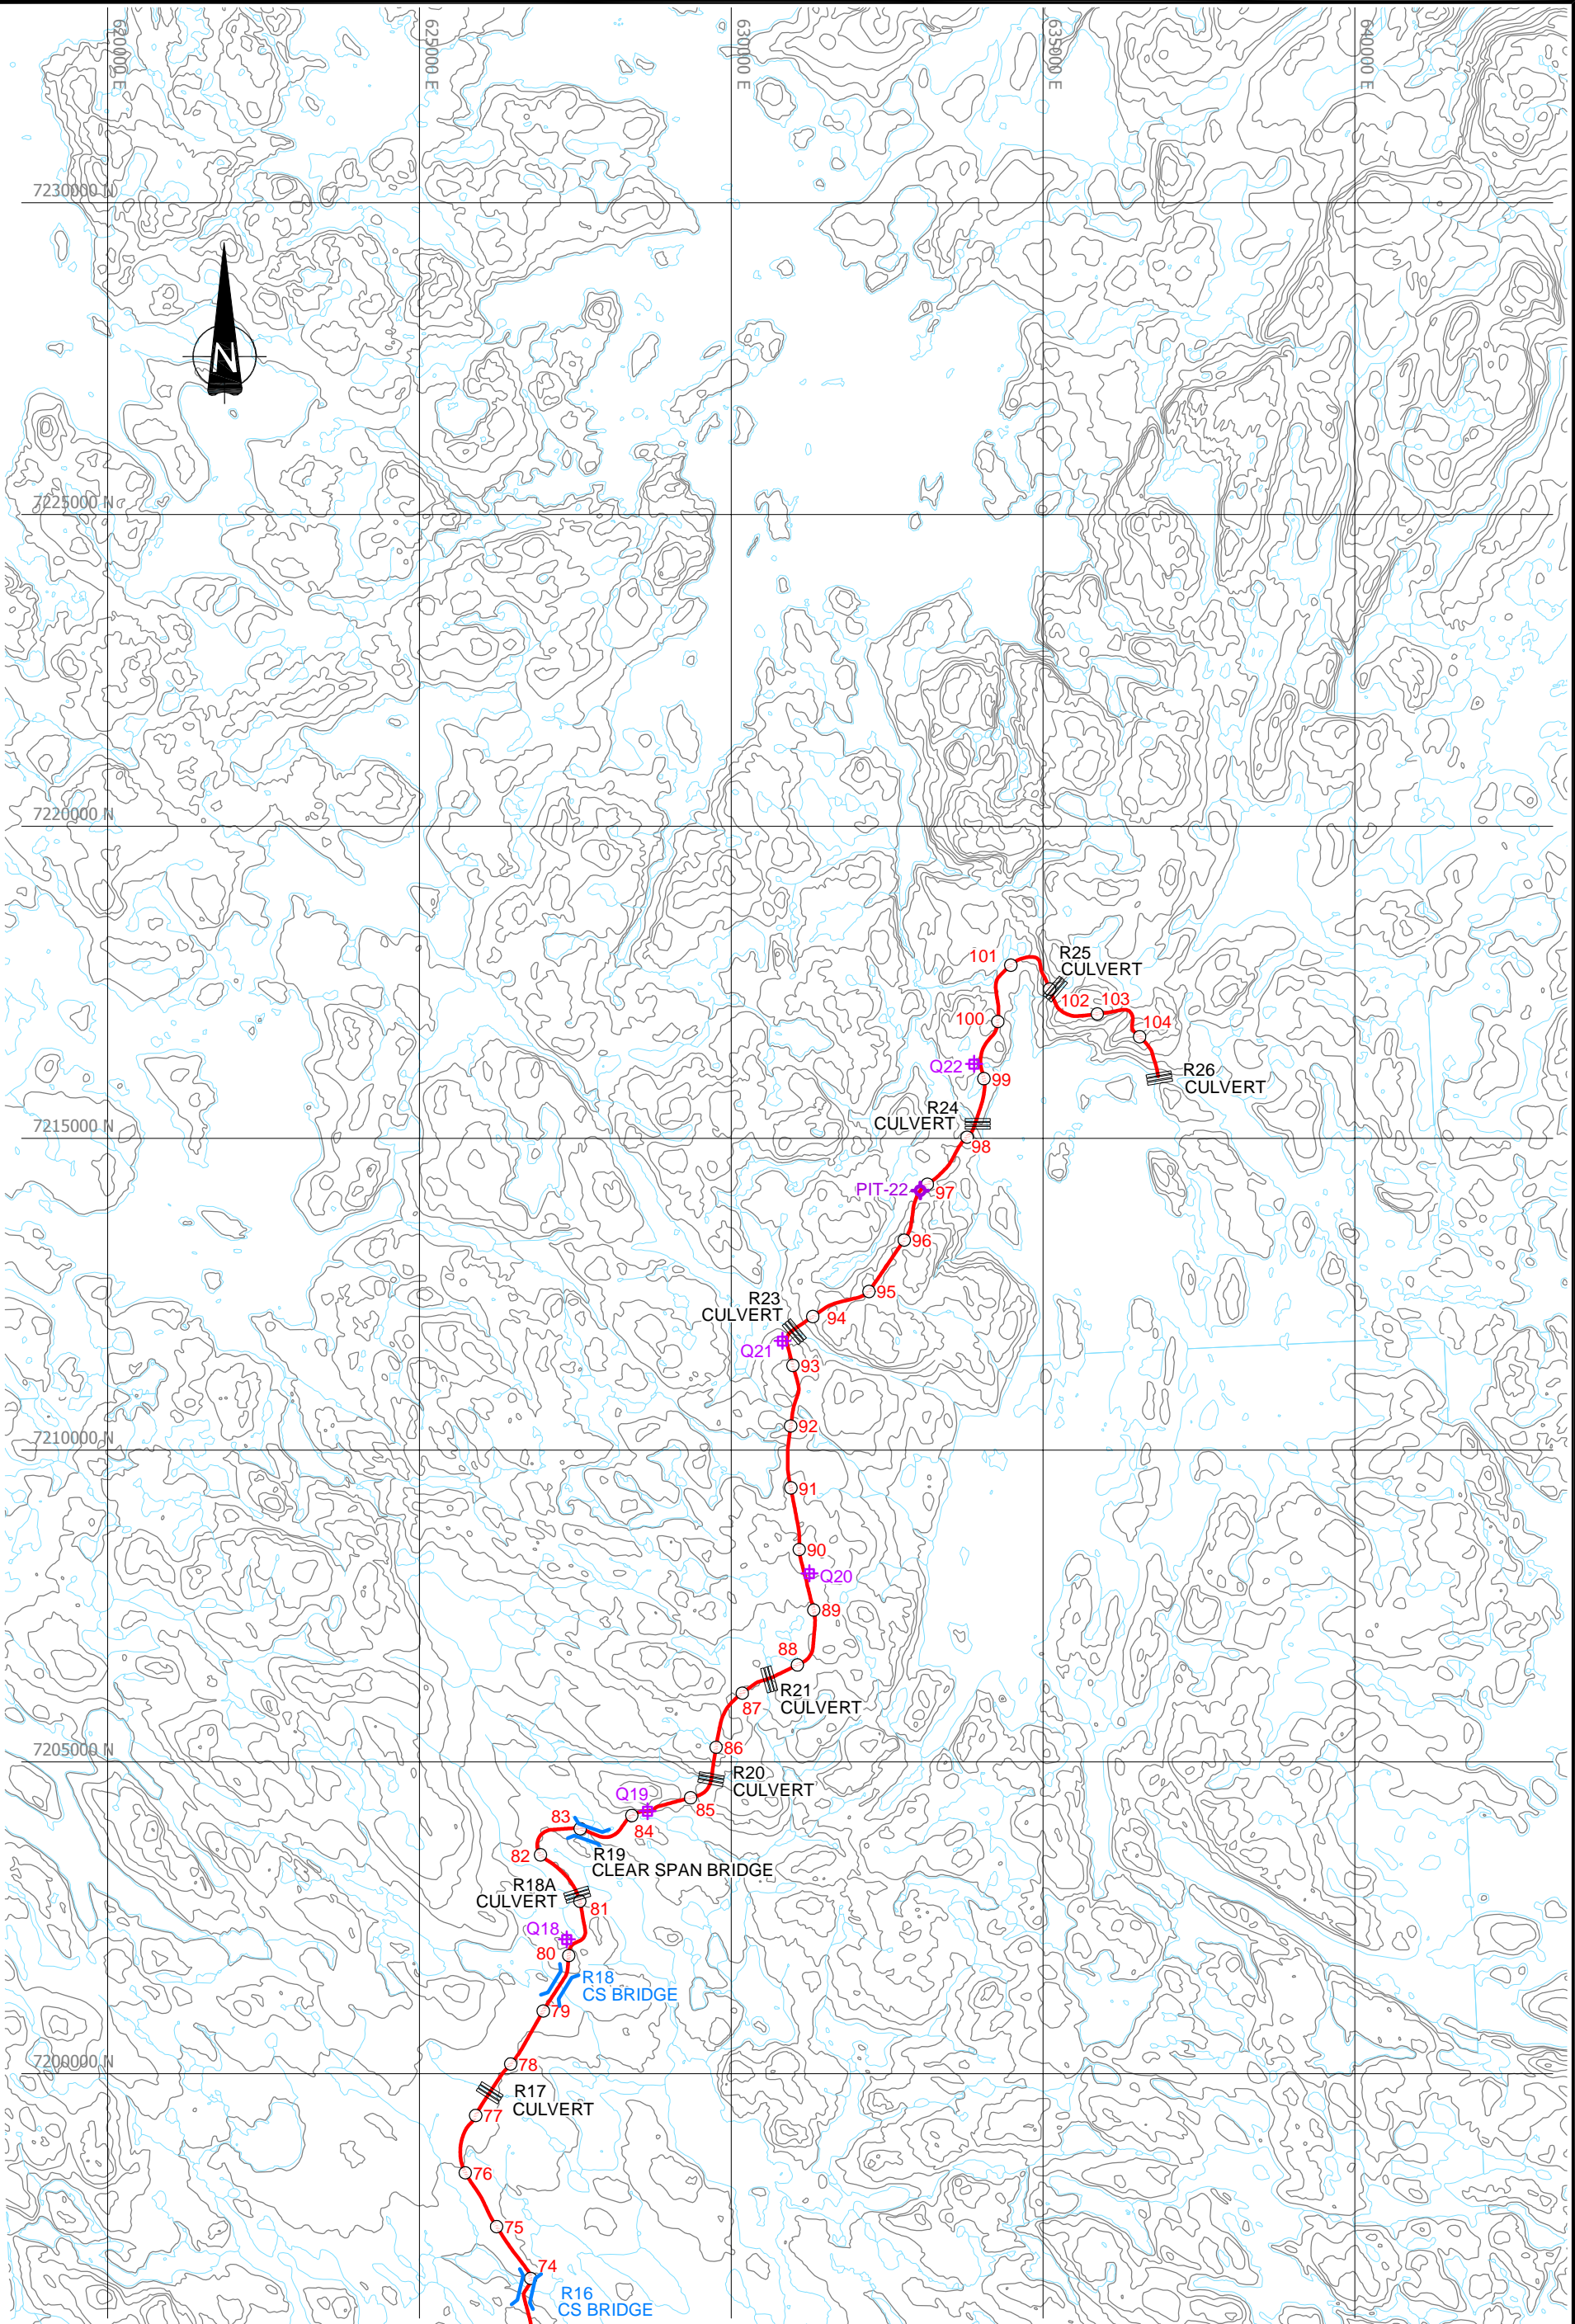 620000 E
625000 E
630000 E
635000 E
640000 E
7230000 N
N
7225000 N
7220000 N
101
R25
CULVERT
102
103
100
104
Q22
99
R26
CULVERT
R24
CULVERT
7215000 N
98
PIT-22
97
96
95
R23
CULVERT
94
Q21
93
92
7210000 N
91
90
Q20
89
88
R21
CULVERT
87
86
7205000 N
R20
CULVERT
Q19
85
83
84
82
R19
CLEAR SPAN BRIDGE
R18A
CULVERT
81
Q18
80
R18
CS BRIDGE
79
78
7200000 N
R17
CULVERT
77
76
75
74
R16
CS BRIDGE